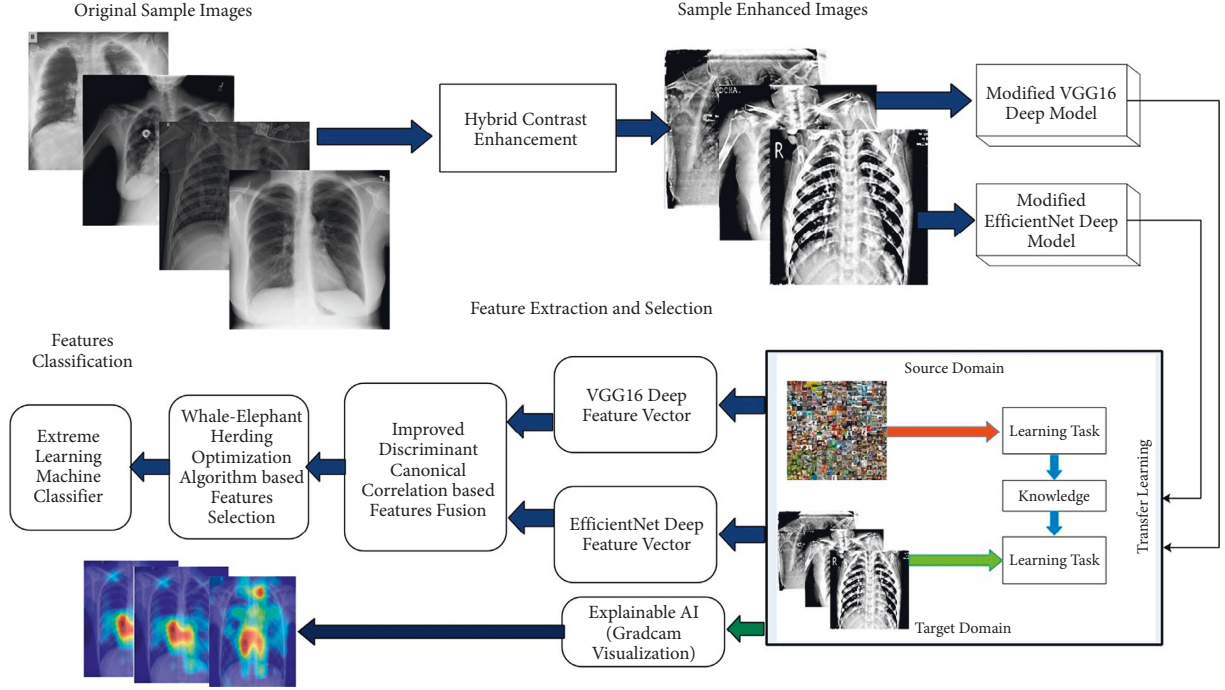 Original Sample Images
Sample Enhanced Images
Hybrid Contrast
Enhancement
DCHA.
R
Modified VGG16
Deep Model
Modified
EfficientNet Deep
Model
Feature Extraction and Selection
Features
Classification
Extreme
Learning
Machine
Classifier
Whale-Elephant
Herding
Optimization
Algorithm based
Features
Selection
Improved
Discriminant
Canonical
Correlation based
Features Fusion
VGG16 Deep
Feature Vector
EfficientNet Deep
Feature Vector
Explainable AI
(Gradcam
Visualization)
Source Domain
Learning Task
Knowledge
Learning Task
R
Target Domain
Transfer Learning